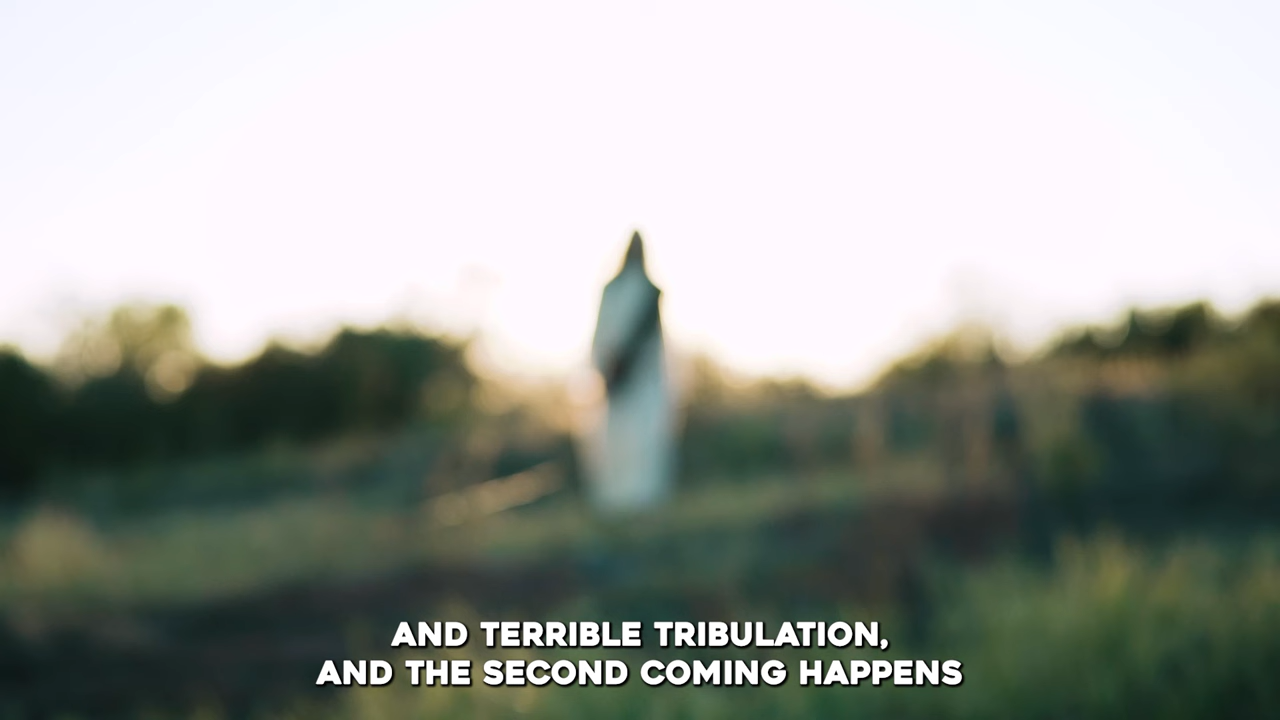 AND TERRIBLE TRIBULATION,
AND THE SECOND COMING HAPPENS